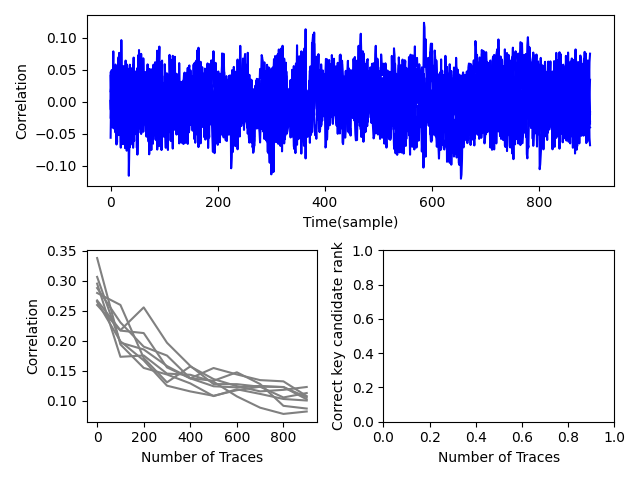 0.10
0.05
0.00
−0.05
−0.10
Correlation
0 200 400 600 800
Time(sample)
0.35
0.30
0.25
0.20
0.15
0.10
Correlation
0 200 400 600 800
Number of Traces
1.0
0.8
0.6
0.4
0.2
0.0
Correct key candidate rank
0.0 0.2 0.4 0.6 0.8 1.0
Number of Traces